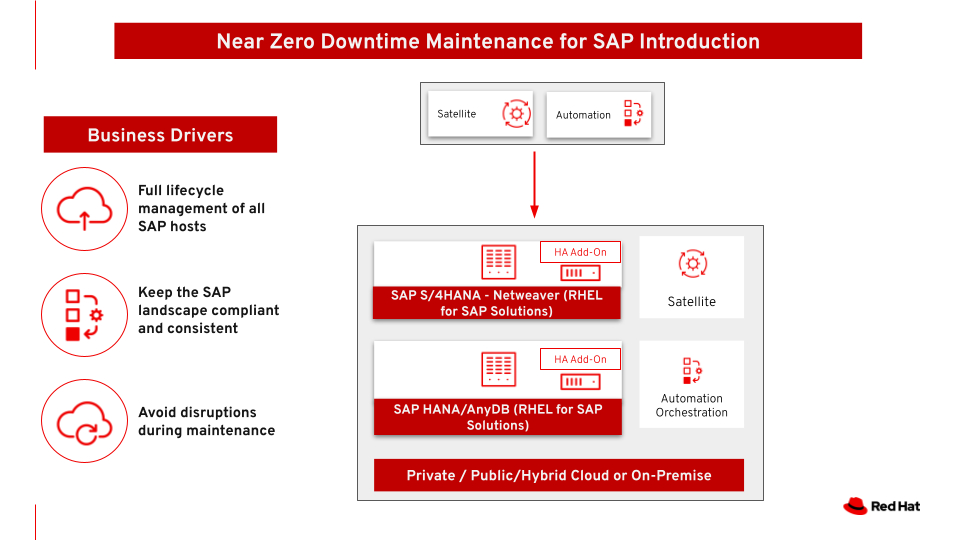 Near Zero Downtime Maintenance for SAP Introduction
Satellite
Automation
Business Drivers
Full lifecycle
management of all
SAP hosts
Keep the SAP
landscape compliant
and consistent
Avoid disruptions
during maintenance
HA Add-On
SAP S/4HANA - Netweaver (RHEL
for SAP Solutions)
Satellite
HA Add-On
SAP HANA/AnyDB (RHEL for SAP
Solutions)
Automation
Orchestration
Private / Public/Hybrid Cloud or On-Premise
Red Hat